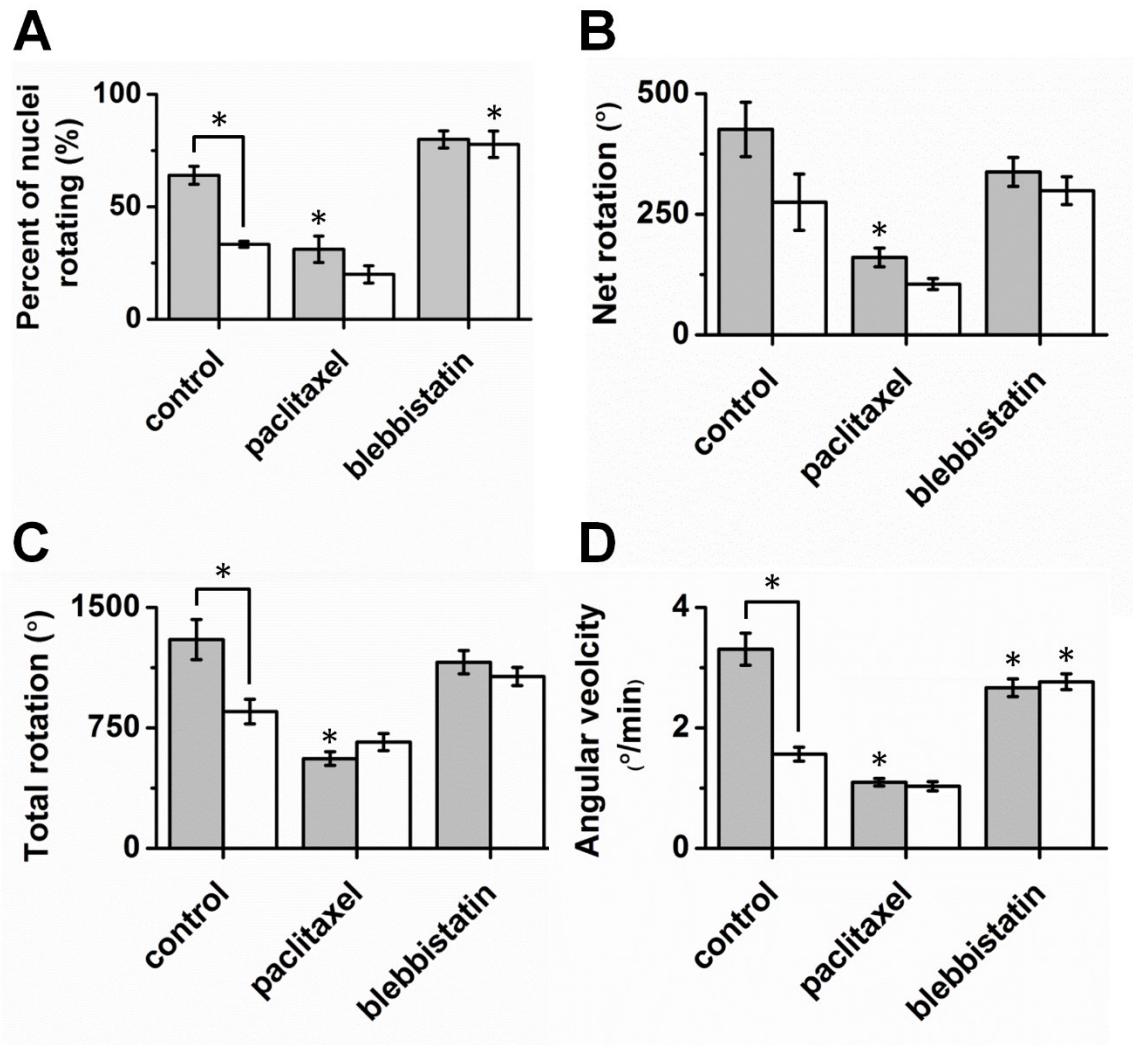 A
Percent of nuclei
rotating (%)
100
50
0
*
*
*
control
paclitaxel
blebbistatin
B
Net rotation (°)
500
250
0
*
control
paclitaxel
blebbistatin
C
Total rotation (°)
1500
750
0
*
*
control
paclitaxel
blebbistatin
D
Angular veolcity
(°/min)
4
2
0
*
*
*
*
control
paclitaxel
blebbistatin